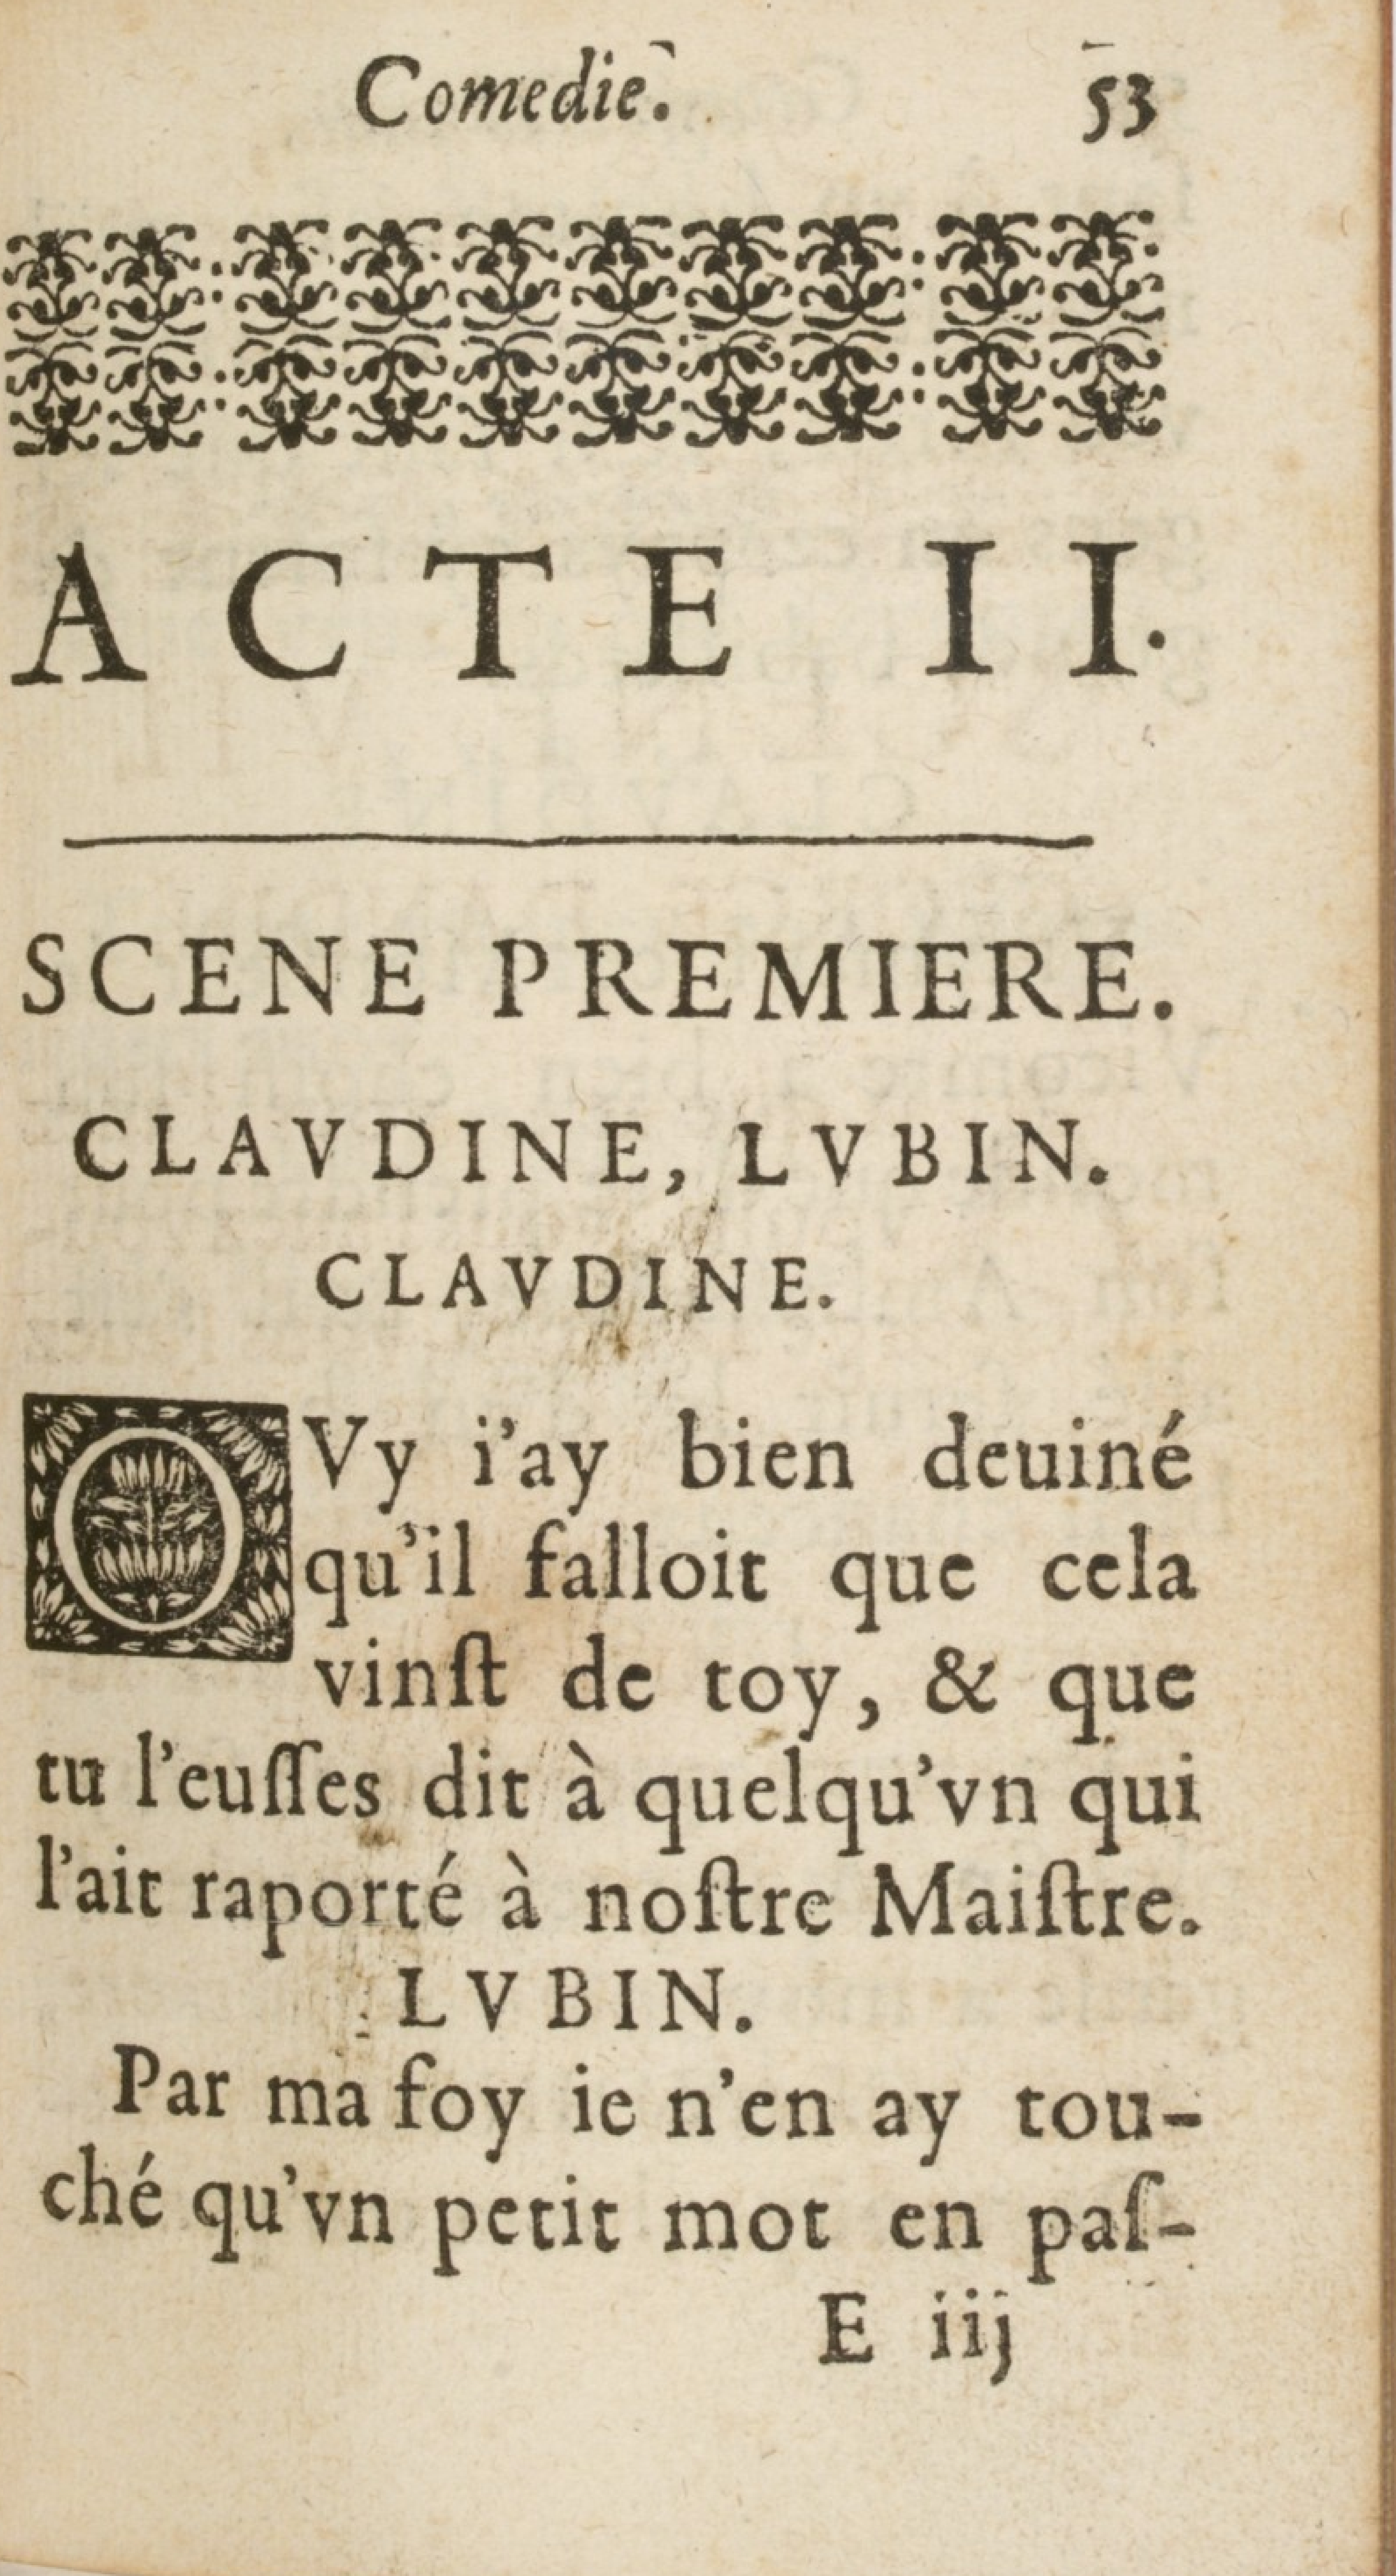 Comedie. 53
ACTE II.
SCENE PREMIERE.
CLAVDINE, LVBIN.
CLAVDINE.
OVy i'ay bien deuiné
qu'il falloit que cela
vinſt de toy, & que
tu l'euſſes dit à quelqu'vn qui
l'ait raporté à noſtre Maiſtre.
LVBIN.
Par ma foy ie n'en ay tou-
ché qu'vn petit mot en paſ-
E iij